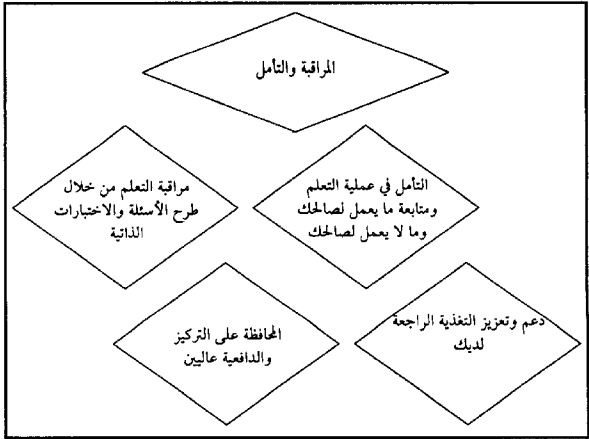 المراقبة والتأمل
التأمل في عملية التعلم
ومتابعة ما يعمل لصالحك
وما لا يعمل لصالحك
مراقبة التعلم من خلال
طرح الأسئلة والاختبارات
الذاتية
دعم وتعزيز التغذية الراجعة
لديك
المحافظة على التركيز
والدافعية عاليين